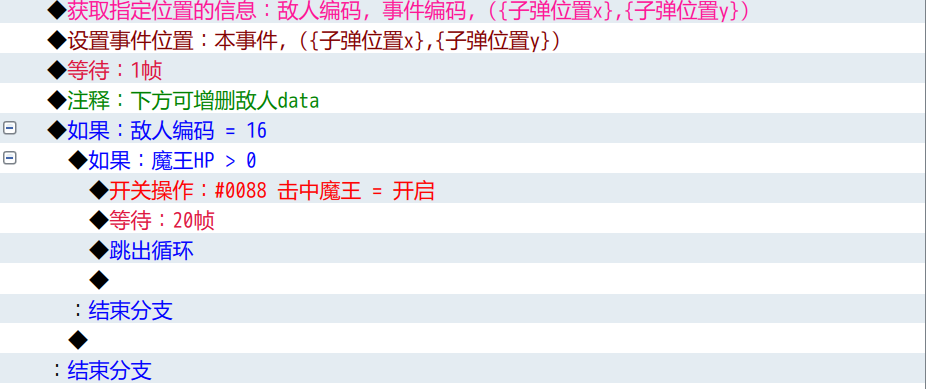 ◆获取指定位置的信息：敌人编码, 事件编码, ({子弹位置x},{子弹位置y})
◆设置事件位置：本事件, ({子弹位置x},{子弹位置y})
◆等待：1帧
◆注释：下方可增删敌人data
◆如果：敌人编码 = 16
◆如果：魔王HP > 0
◆开关操作：#0088 击中魔王 = 开启
◆等待：20帧
◆跳出循环
◆
：结束分支
◆
：结束分支